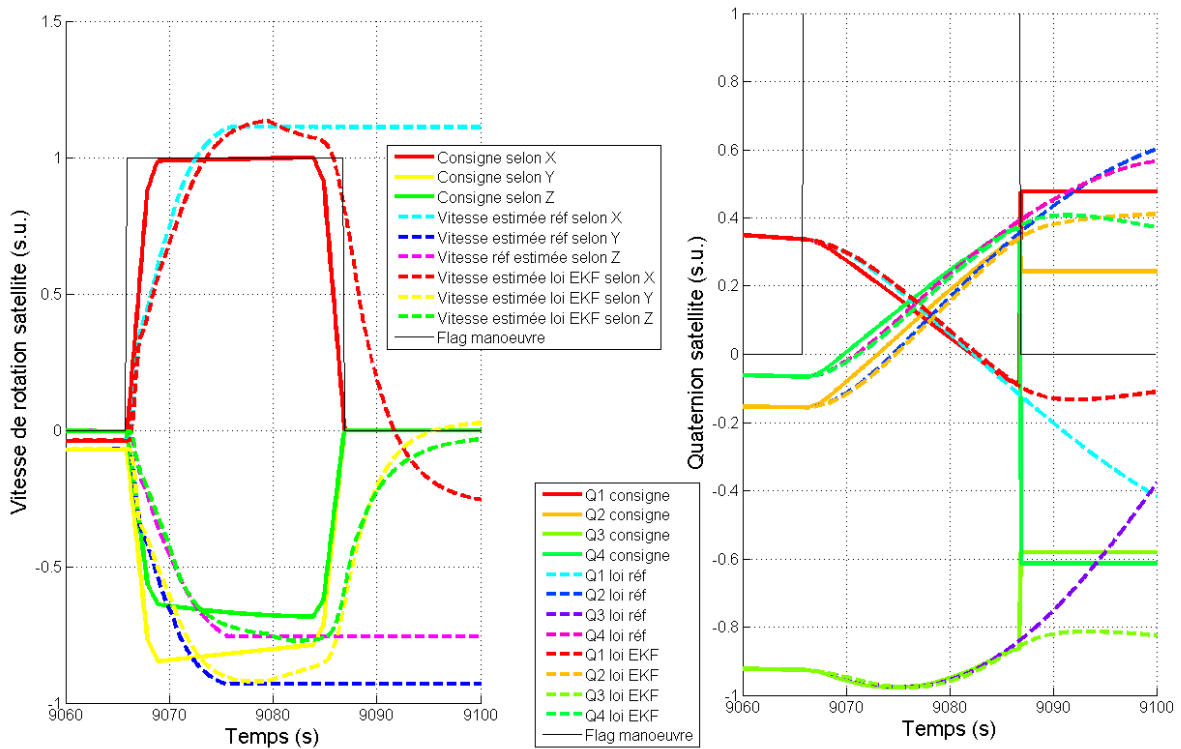 Vitesse de rotation satellite (s.u.)
1.5
1
0.5
0
-0.5
-1
9060
9070
9080
9090
9100
Temps (s)
Consigne selon X
Consigne selon Y
Consigne selon Z
Vitesse estimée réf selon X
Vitesse estimée réf selon Y
Vitesse réf estimée selon Z
Vitesse estimée loi EKF selon X
Vitesse estimée loi EKF selon Y
Vitesse estimée loi EKF selon Z
Flag manoeuvre
Q1 consigne
Q2 consigne
Q3 consigne
Q4 consigne
Q1 loi réf
Q2 loi réf
Q3 loi réf
Q4 loi réf
Q1 loi EKF
Q2 loi EKF
Q3 loi EKF
Q4 loi EKF
Flag manoeuvre
Quaternion satellite (s.u.)
1
0.8
0.6
0.4
0.2
0
-0.2
-0.4
-0.6
-0.8
-1
9060
9070
9080
9090
9100
Temps (s)